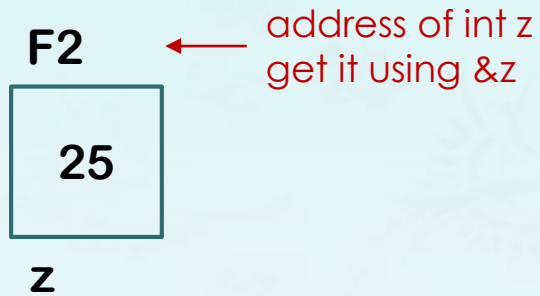 F2
address of int z
get it using &z
25
z